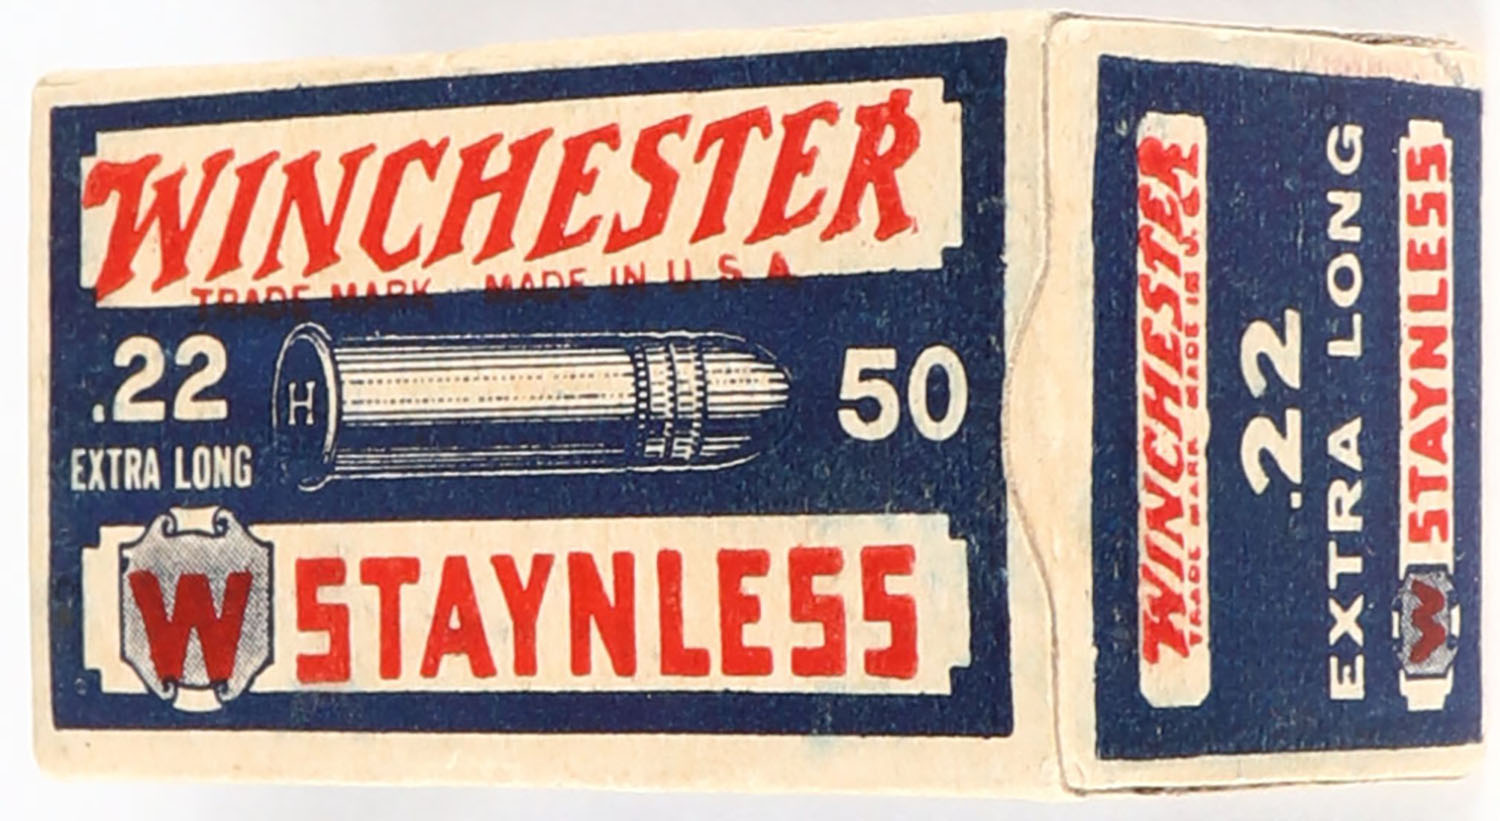 WINCHESTER
TRADE MARK MADE IN U.S.A.
.22
EXTRA LONG
H
50
W STAYNLESS
WINCHESTER
TRADE MARK MADE IN U.S.A.
.22
EXTRA LONG
W STAYNLESS